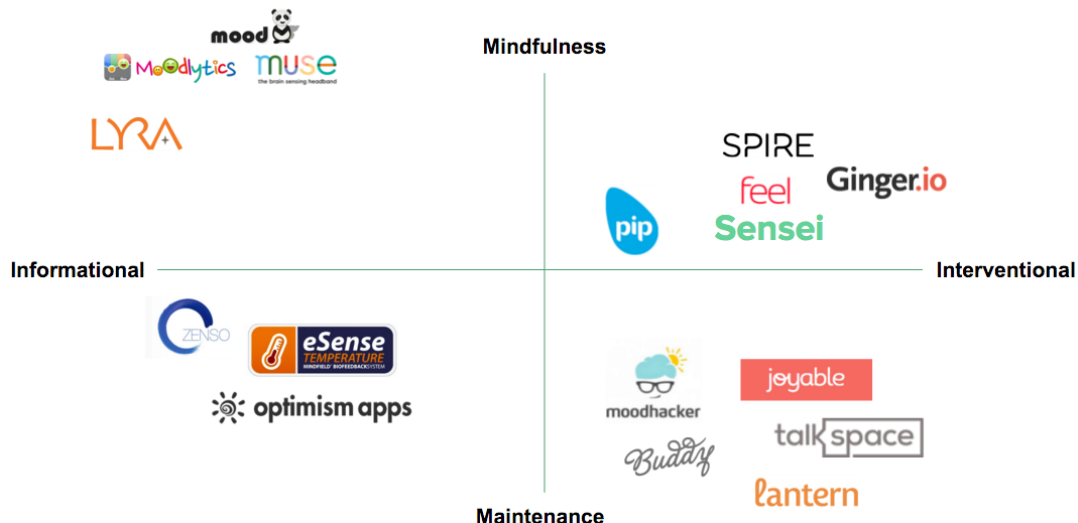 mood
Mindfulness
MoOdlytics
muse
the brain sensing headband
LYRA
SPIRE
feel
Ginger.io
pip
Sensei
Informational
Interventional
ZENSO
eSense
TEMPERATURE
MINDFIELD® BIOFEEDBACKSYSTEM
optimism apps
moodhacker
joyable
talkspace
Buddy
lantern
Maintenance